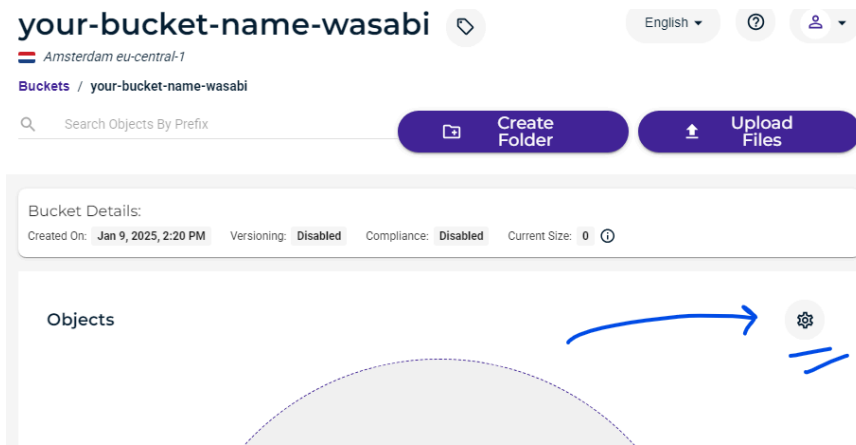 your-bucket-name-wasabi
English
Amsterdam eu-central-1
Buckets / your-bucket-name-wasabi
Search Objects By Prefix
Create
Folder
Upload
Files
Bucket Details:
Created On: Jan 9, 2025, 2:20 PM Versioning: Disabled Compliance: Disabled Current Size: 0
Objects